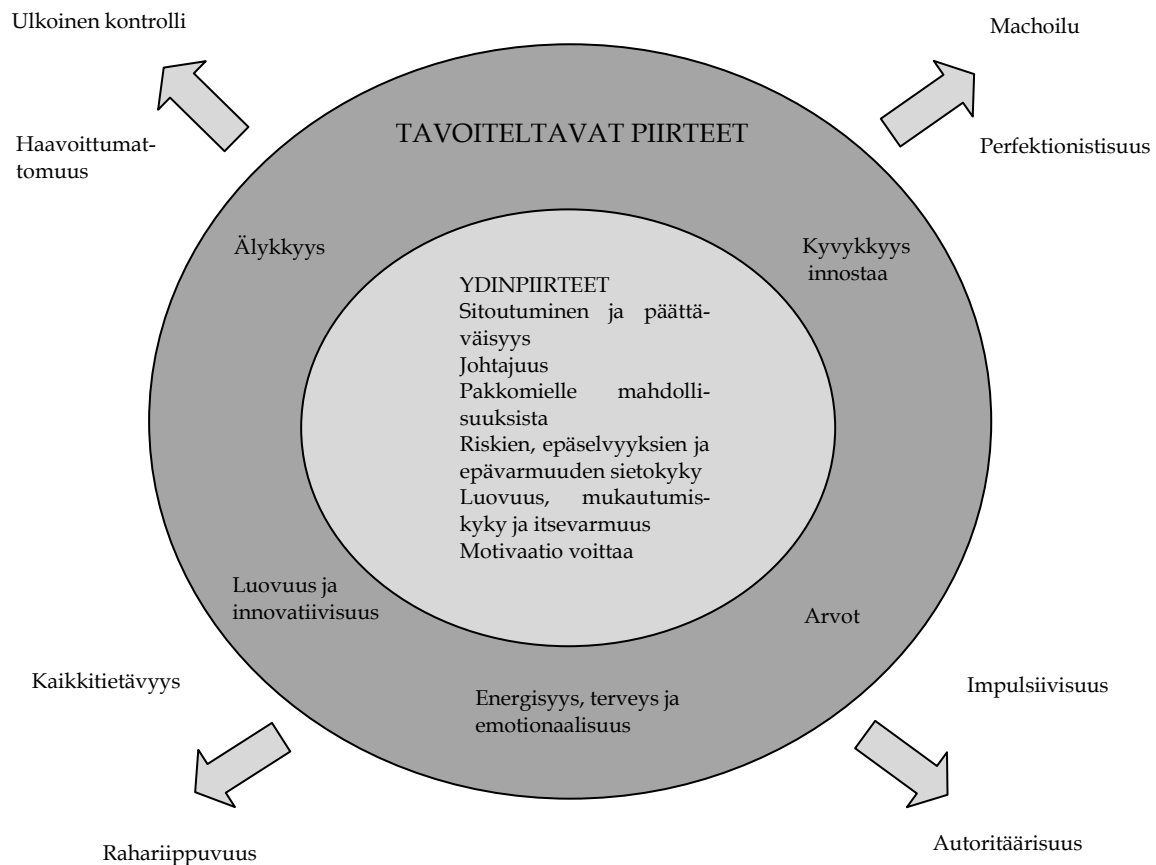 Ulkoinen kontrolli
Machoilu
Haavoittumat-
tomuus
TAVOITELTAVAT PIIRTEET
Perfektionistisuus
Älykkyys
Kyvykkyys
innostaa
YDINPIIRTEET
Sitoutuminen ja päättä-
väisyys
Johtajuus
Pakkomielle mahdolli-
suuksista
Riskien, epäselvyyksien ja
epävarmuuden sietokyky
Luovuus, mukautumis-
kyky ja itsevarmuus
Motivaatio voittaa
Luovuus ja
innovatiivisuus
Arvot
Kaikkitietävyys
Energisyys, terveys ja
emotionaalisuus
Impulsiivisuus
Rahariippuvuus
Autoritäärisuus